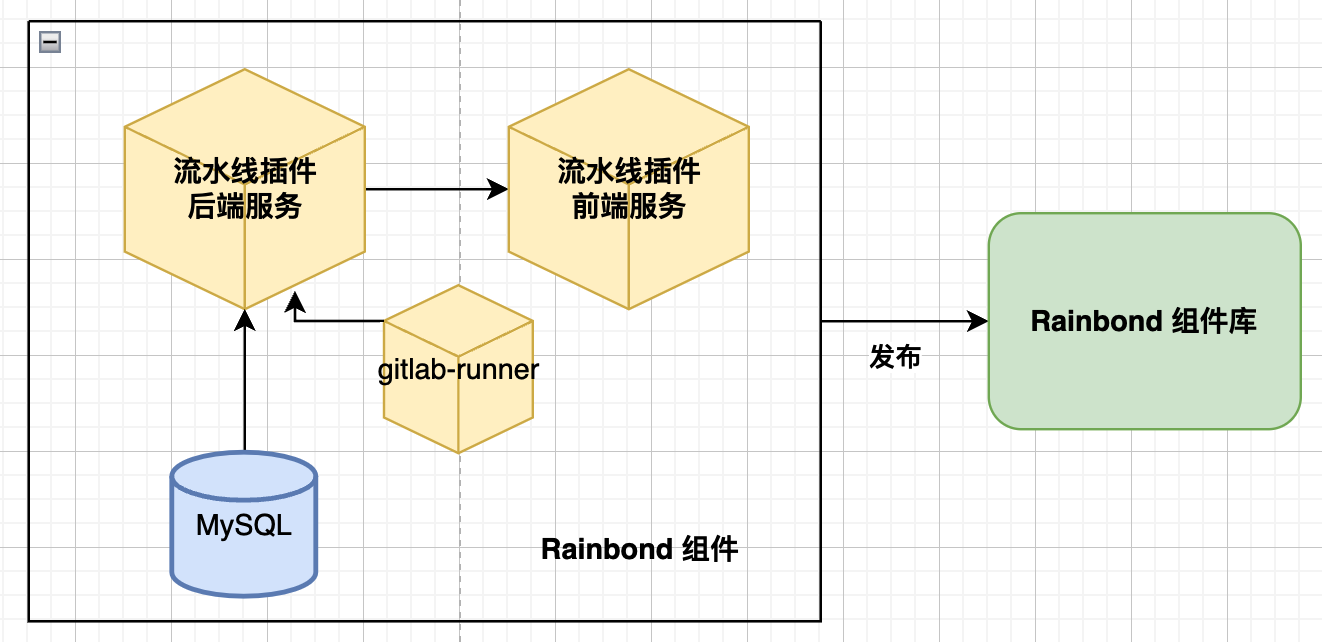 流水线插件
后端服务
流水线插件
前端服务
gitlab-runner
MySQL
Rainbond 组件
发布
Rainbond 组件库